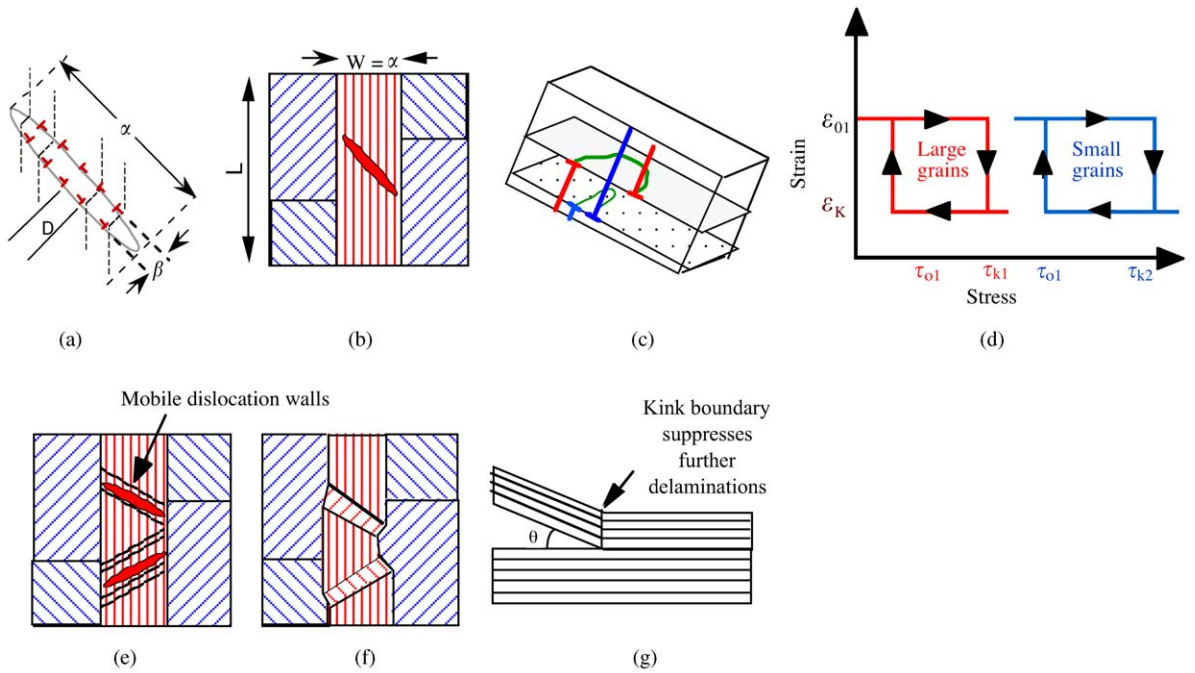 α
D
β
(a)
W = α
L
(b)
(c)
Strain
ε01
εK
Large
grains
Small
grains
τo1
τk1
τo1
τk2
Stress
(d)
Mobile dislocation walls
(e)
(f)
Kink boundary
suppresses
further
delaminations
θ
(g)